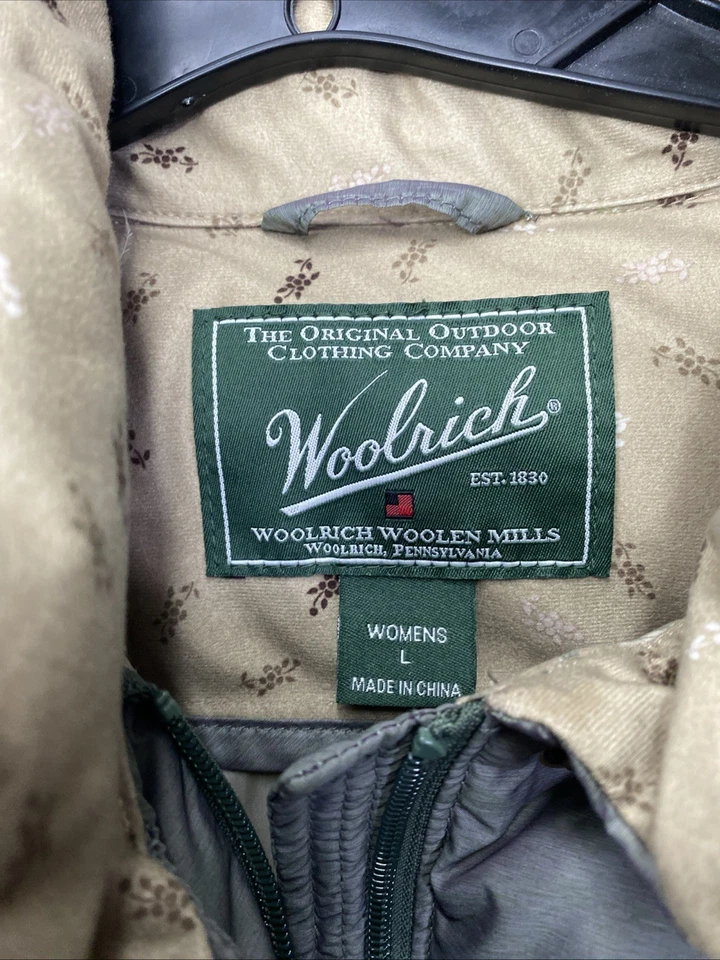 The Original Outdoor
Clothing Company
Woolrich®
EST. 1830
WOOLRICH WOOLEN MILLS
Woolrich, Pennsylvania
WOMENS
L
MADE IN CHINA